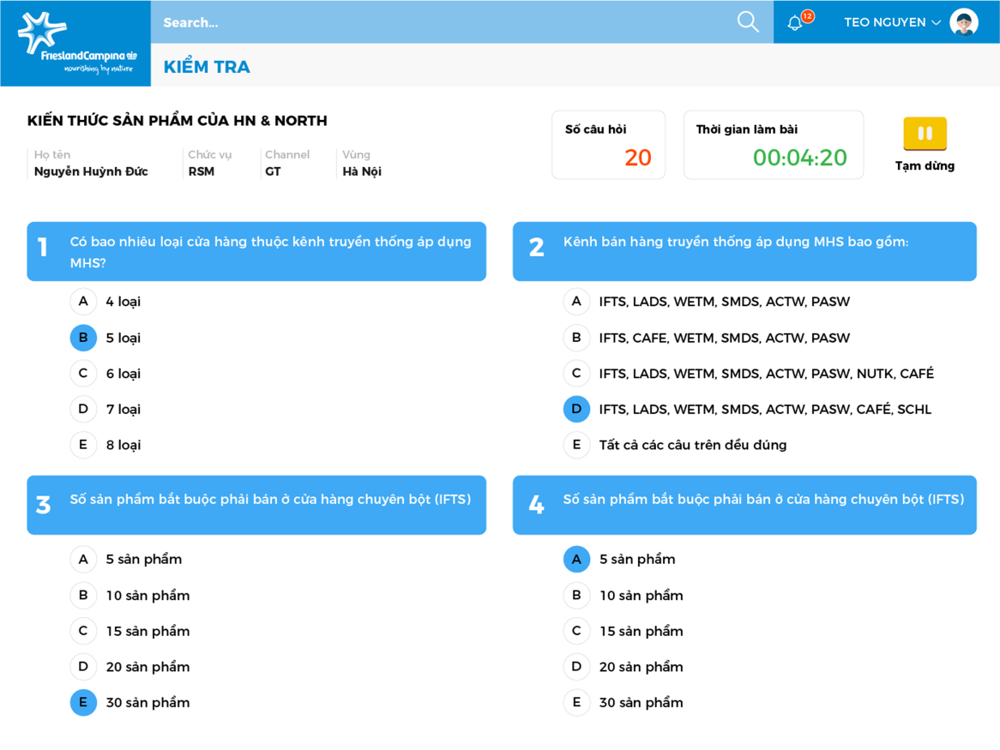 FrieslandCampina
nourishing by nature
Search...
12
TEO NGUYEN
KIỂM TRA
KIẾN THỨC SẢN PHẨM CỦA HN & NORTH
Họ tên
Nguyễn Huỳnh Đức
Chức vụ
RSM
Channel
GT
Vùng
Hà Nội
Số câu hỏi
20
Thời gian làm bài
00:04:20
Tạm dừng
1
Có bao nhiêu loại cửa hàng thuộc kênh truyền thống áp dụng
MHS?
A 4 loại
B 5 loại
C 6 loại
D 7 loại
E 8 loại
2
Kênh bán hàng truyền thống áp dụng MHS bao gồm:
A IFTS, LADS, WETM, SMDS, ACTW, PASW
B IFTS, CAFE, WETM, SMDS, ACTW, PASW
C IFTS, LADS, WETM, SMDS, ACTW, PASW, NUTK, CAFÉ
D IFTS, LADS, WETM, SMDS, ACTW, PASW, CAFÉ, SCHL
E Tất cả các câu trên đều đúng
3
Số sản phẩm bắt buộc phải bán ở cửa hàng chuyên bột (IFTS)
A 5 sản phẩm
B 10 sản phẩm
C 15 sản phẩm
D 20 sản phẩm
E 30 sản phẩm
4
Số sản phẩm bắt buộc phải bán ở cửa hàng chuyên bột (IFTS)
A 5 sản phẩm
B 10 sản phẩm
C 15 sản phẩm
D 20 sản phẩm
E 30 sản phẩm